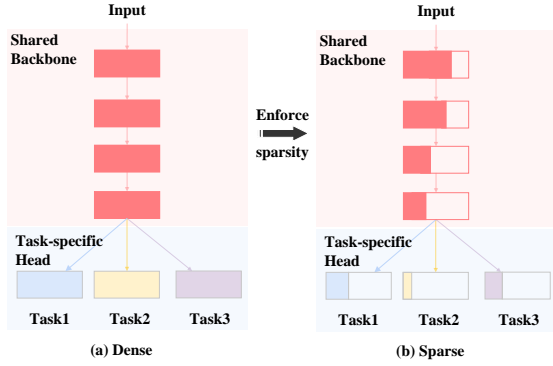 Input
Shared
Backbone
Task-specific
Head
Task1 Task2 Task3
(a) Dense
Enforce
sparsity
Input
Shared
Backbone
Task-specific
Head
Task1 Task2 Task3
(b) Sparse